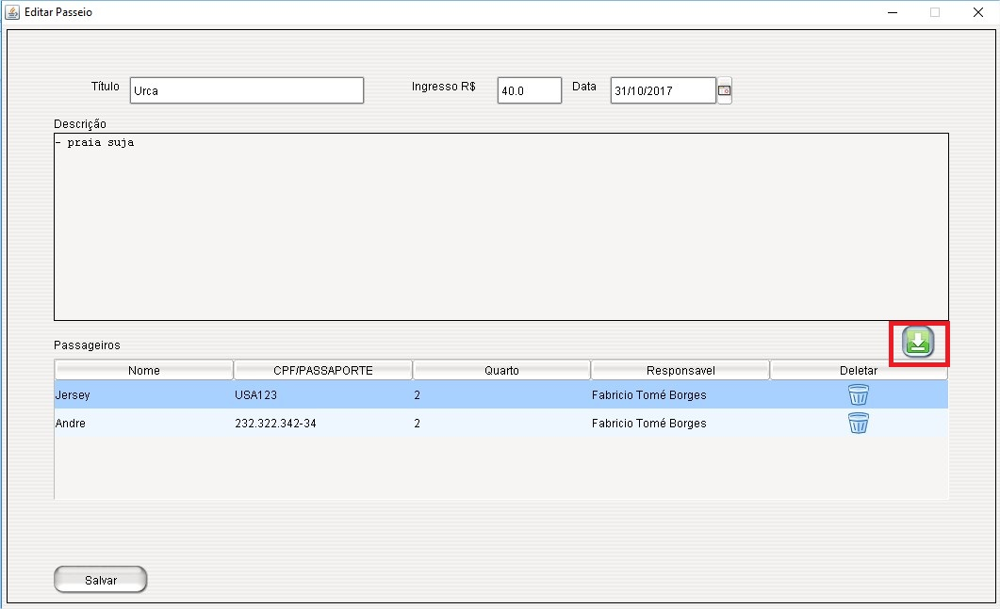 Editar Passeio
Título Urca Ingresso R$ 40.0 Data 31/10/2017
Descrição
- praia suja
Passageiros
Nome CPF/PASSAPORTE Quarto Responsavel Deletar
Jersey USA123 2 Fabricio Tomé Borges
Andre 232.322.342-34 2 Fabricio Tomé Borges
Salvar